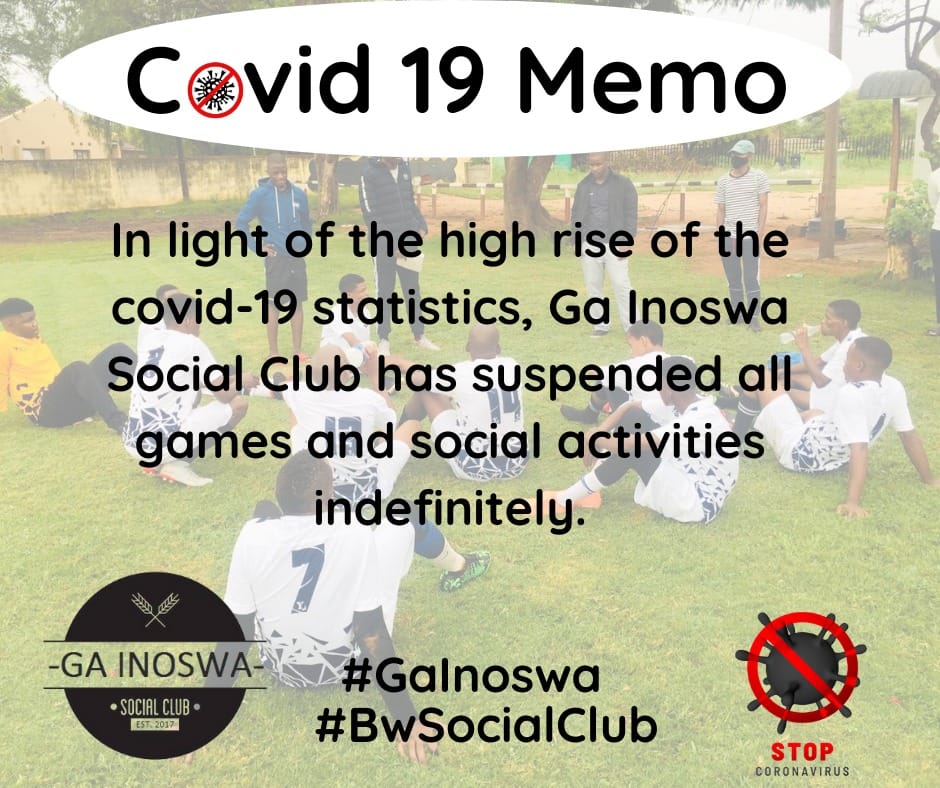 Covid 19 Memo
In light of the high rise of the
covid-19 statistics, Ga Inoswa
Social Club has suspended all
games and social activities
indefinitely.
7
-GA INOSWA-
• SOCIAL CLUB •
EST. 2017
#GaInoswa
#BwSocialClub
STOP
CORONAVIRUS